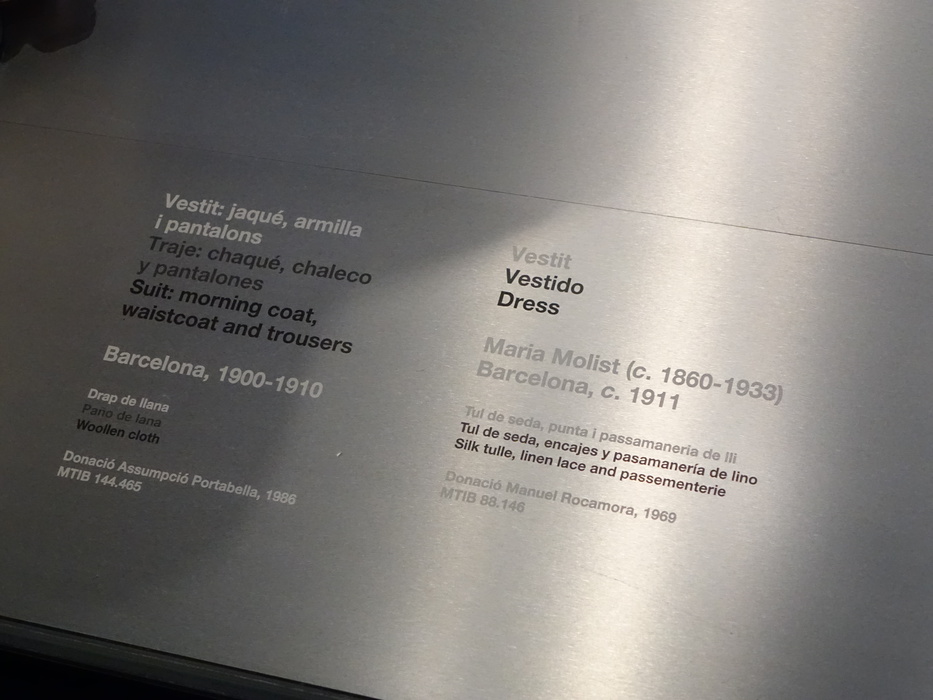 Vestit: jaqué, armilla
i pantalons
Traje: chaqué, chaleco
y pantalones
Suit: morning coat,
waistcoat and trousers
Barcelona, 1900-1910
Drap de llana
Pano de lana
Woollen cloth
Donació Assumpció Portabella, 1986
MTIB 144.465
Vestit
Vestido
Dress
Maria Molist (c. 1860-1933)
Barcelona, c. 1911
Tul de seda, punta i passamaneria de lli
Tul de seda, encajes y pasamanería de lino
Silk tulle, linen lace and passementerie
Donació Manuel Rocamora, 1969
MTIB 88.146